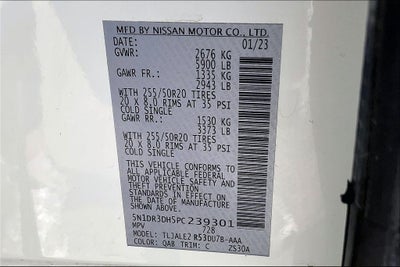 MFD BY NISSAN MOTOR CO., LTD.
DATE: 01/23
GVWR: 2676 KG
5900 LB
GAWR FR.: 1335 KG
2943 LB
WITH 255/50R20 TIRES
20 X 8.0 RIMS AT 35 PSI
COLD SINGLE
GAWR RR.: 1530 KG
3373 LB
WITH 255/50R20 TIRES
20 X 8.0 RIMS AT 35 PSI
COLD SINGLE
THIS VEHICLE CONFORMS TO
ALL APPLICABLE FEDERAL
MOTOR VEHICLE SAFETY AND
THEFT PREVENTION STANDARDS
IN EFFECT ON THE DATE OF
MANUFACTURE SHOWN ABOVE.
5N1DR3DH5PC239301
MPV 728
MODEL: TLJALEZ R53DU7B-AAA
COLOR: QAB TRIM: C ZS30A